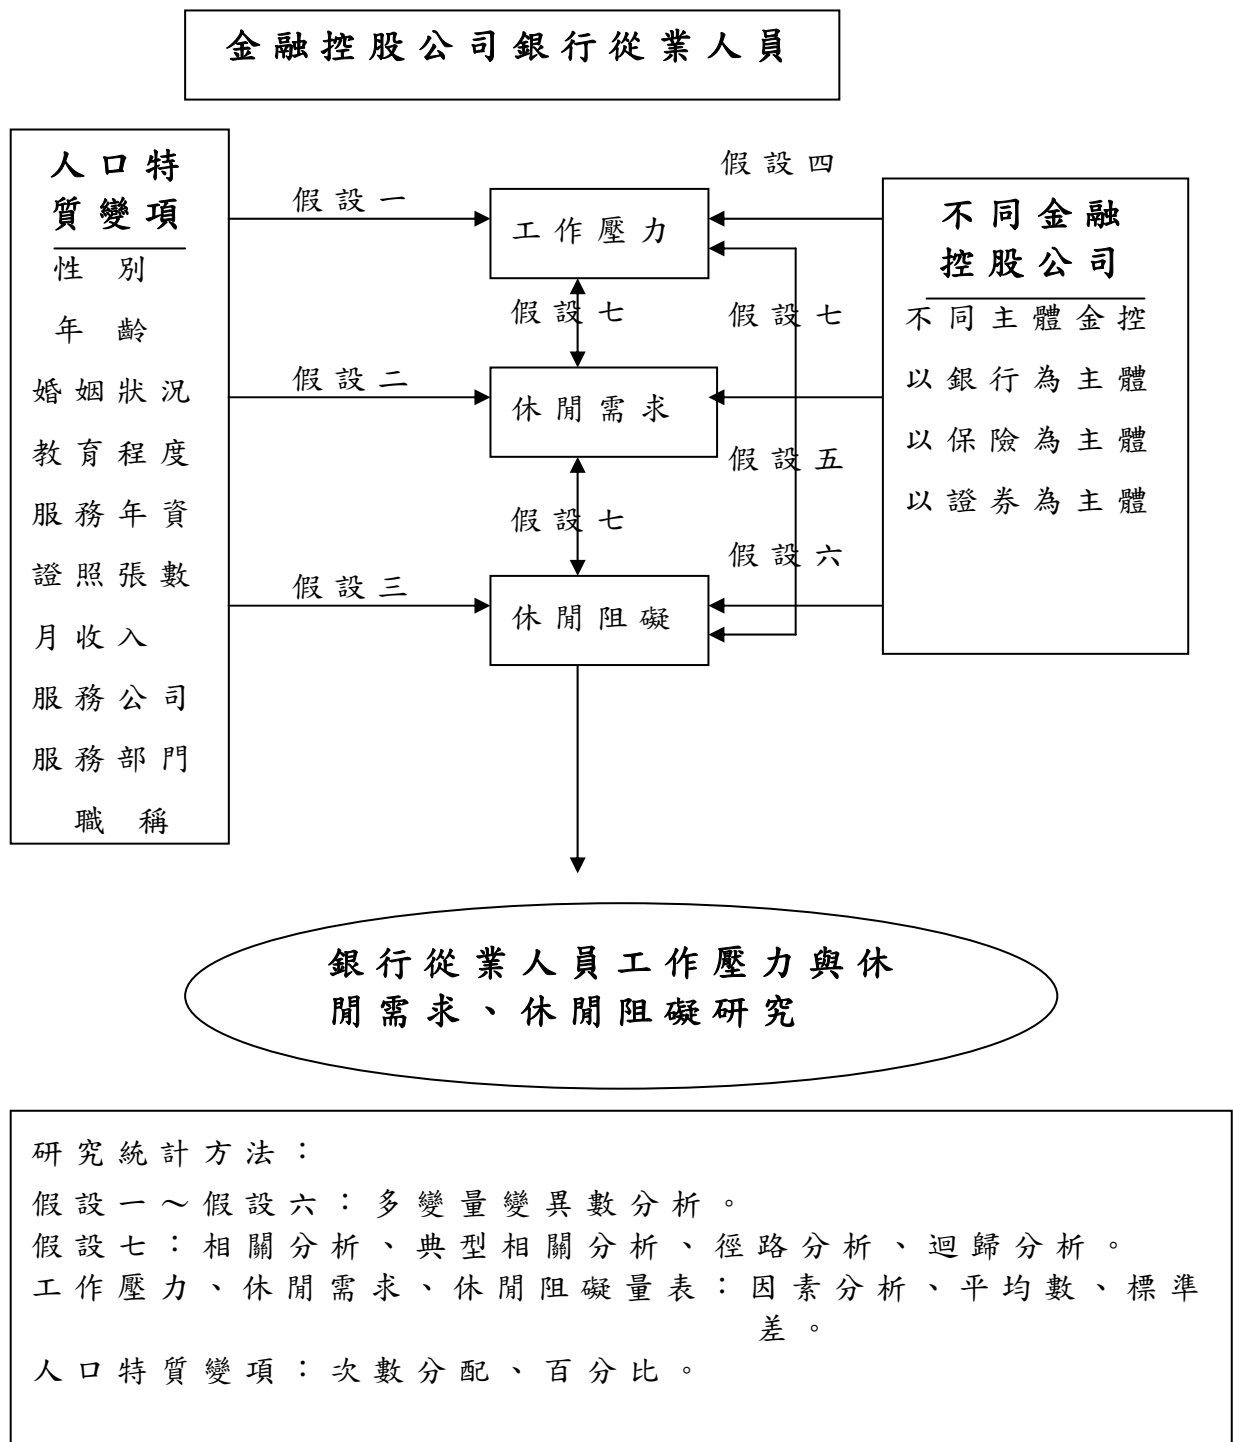 金融控股公司銀行從業人員
人口特
質變項
性別
年齡
婚姻狀況
教育程度
服務年資
證照張數
月收入
服務公司
服務部門
職稱
假設一
假設二
假設三
工作壓力
假設七
休閒需求
假設七
休閒阻礙
假設四
假設七
假設五
假設六
不同金融
控股公司
不同主體金控
以銀行為主體
以保險為主體
以證券為主體
銀行從業人員工作壓力與休
閒需求、休閒阻礙研究
研究統計方法：
假設一～假設六：多變量變異數分析。
假設七：相關分析、典型相關分析、徑路分析、迴歸分析。
工作壓力、休閒需求、休閒阻礙量表：因素分析、平均數、標準
差。
人口特質變項：次數分配、百分比。